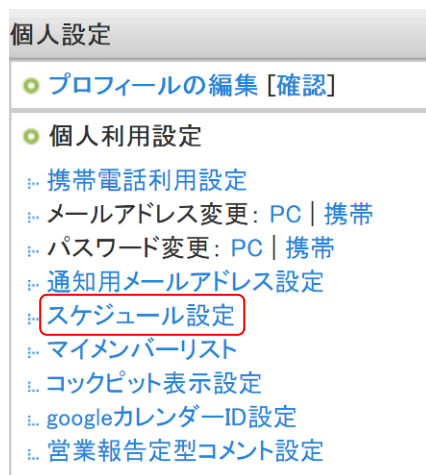 個人設定
プロフィールの編集 [確認]
個人利用設定
携帯電話利用設定
メールアドレス変更： PC | 携帯
パスワード変更： PC | 携帯
通知用メールアドレス設定
スケジュール設定
マイメンバーリスト
コックピット表示設定
googleカレンダーID設定
営業報告定型コメント設定